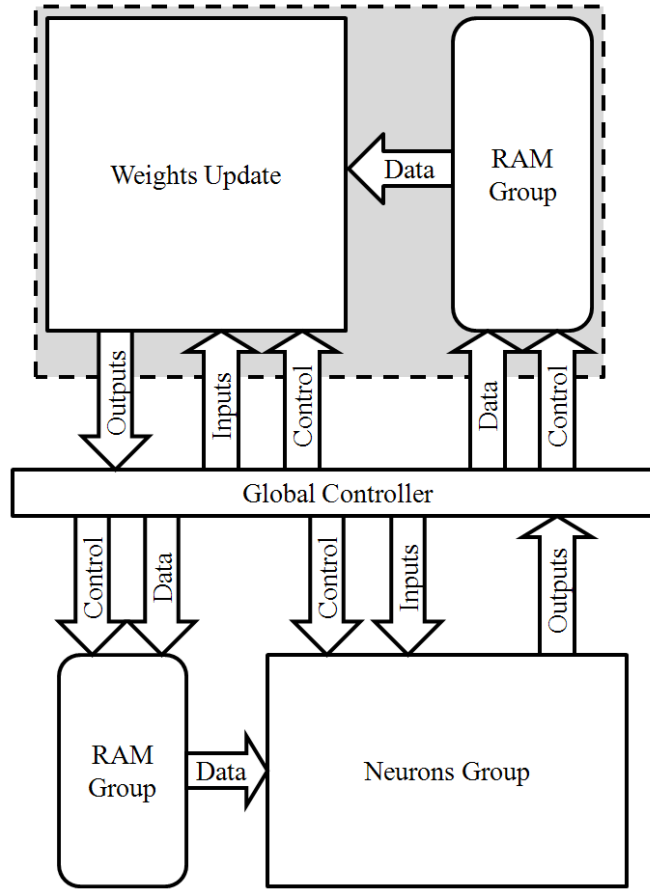 Weights Update
Data
RAM
Group
Outputs
Inputs
Control
Data
Control
Global Controller
Control
Data
Control
Inputs
Outputs
RAM
Group
Data
Neurons Group